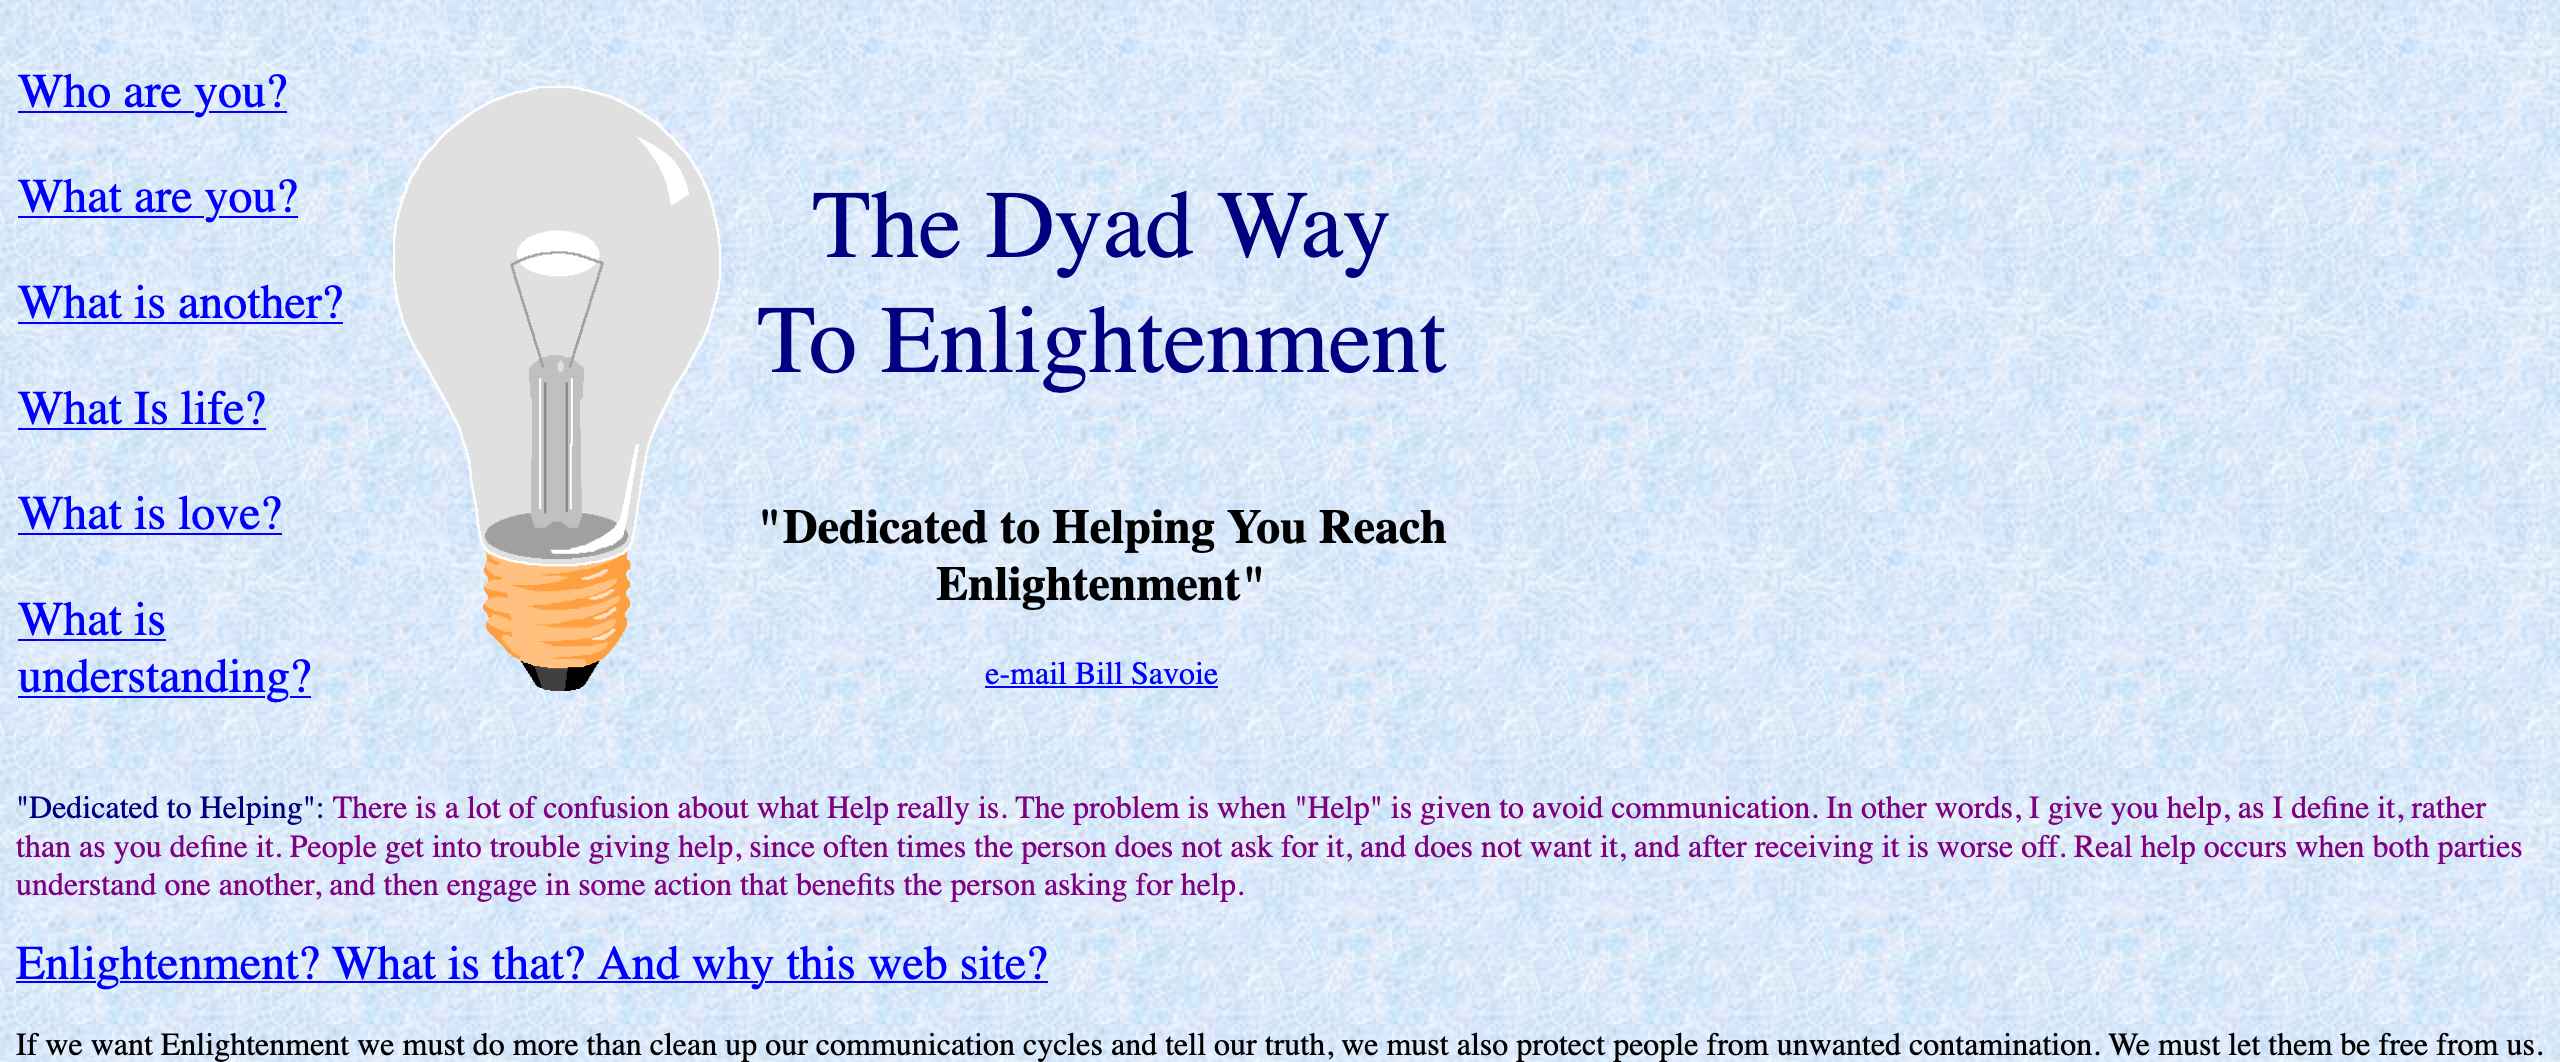 Who are you?
What are you?
What is another?
What Is life?
What is love?
What is
understanding?
The Dyad Way
To Enlightenment
"Dedicated to Helping You Reach
Enlightenment"
e-mail Bill Savoie
"Dedicated to Helping": There is a lot of confusion about what Help really is. The problem is when "Help" is given to avoid communication. In other words, I give you help, as I define it, rather
than as you define it. People get into trouble giving help, since often times the person does not ask for it, and does not want it, and after receiving it is worse off. Real help occurs when both parties
understand one another, and then engage in some action that benefits the person asking for help.
Enlightenment? What is that? And why this web site?
If we want Enlightenment we must do more than clean up our communication cycles and tell our truth, we must also protect people from unwanted contamination. We must let them be free from us.